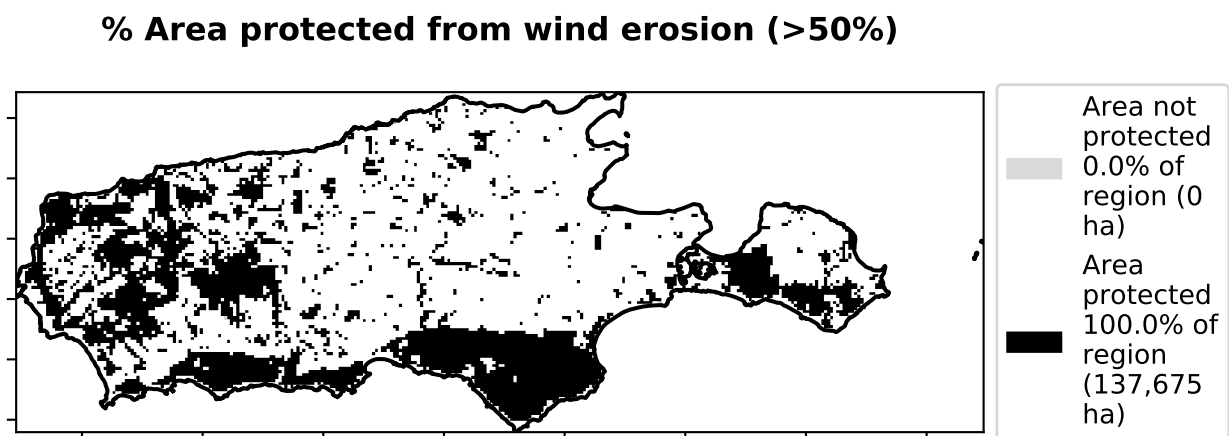 % Area protected from wind erosion (>50%)
Area not
protected
0.0% of
region (0
ha)
Area
protected
100.0% of
region
(137,675
ha)